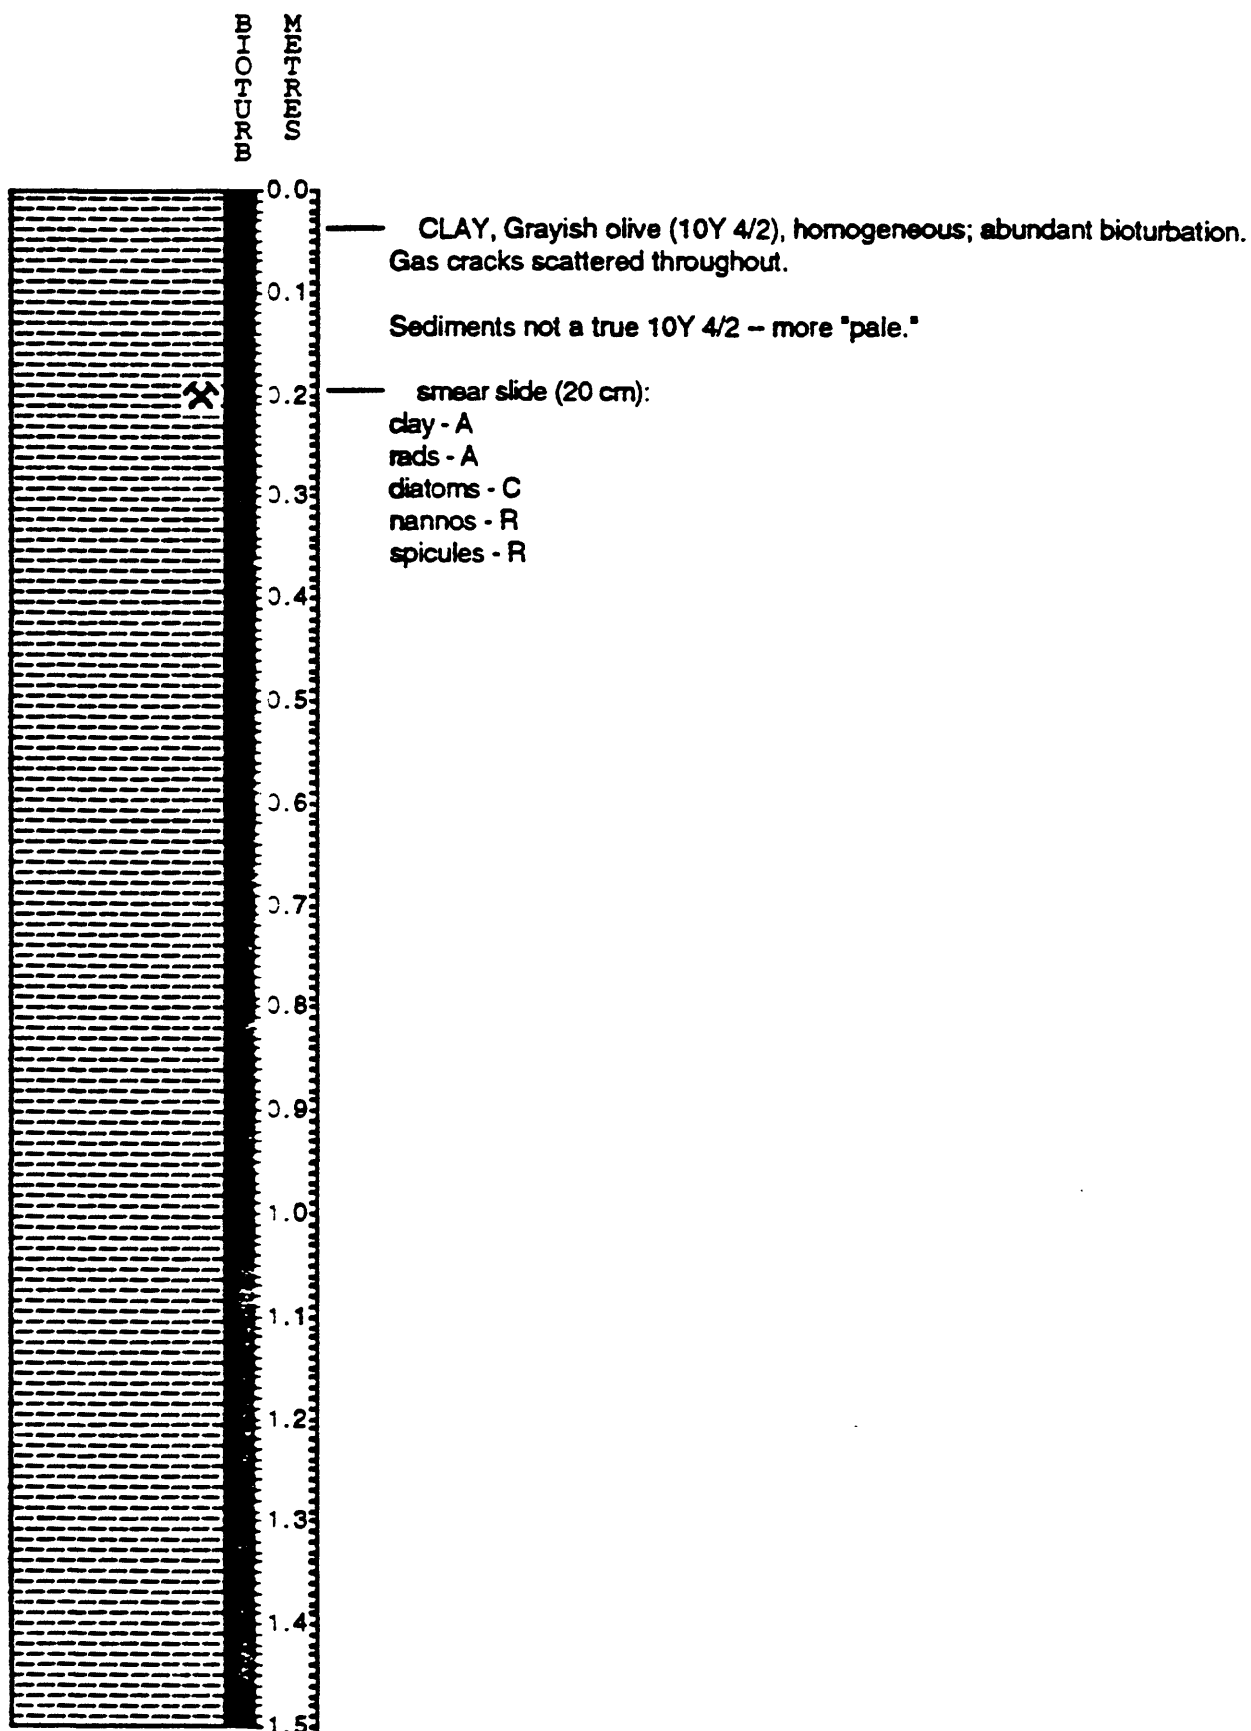 BIOTURB
METRES
0.0
CLAY, Grayish olive (10Y 4/2), homogeneous; abundant bioturbation.
Gas cracks scattered throughout.
0.1
Sediments not a true 10Y 4/2 -- more "pale."
0.2
smear slide (20 cm):
clay - A
rads - A
diatoms - C
0.3
nannos - R
spicules - R
0.4
0.5
0.6
0.7
0.8
0.9
1.0
1.1
1.2
1.3
1.4
1.5